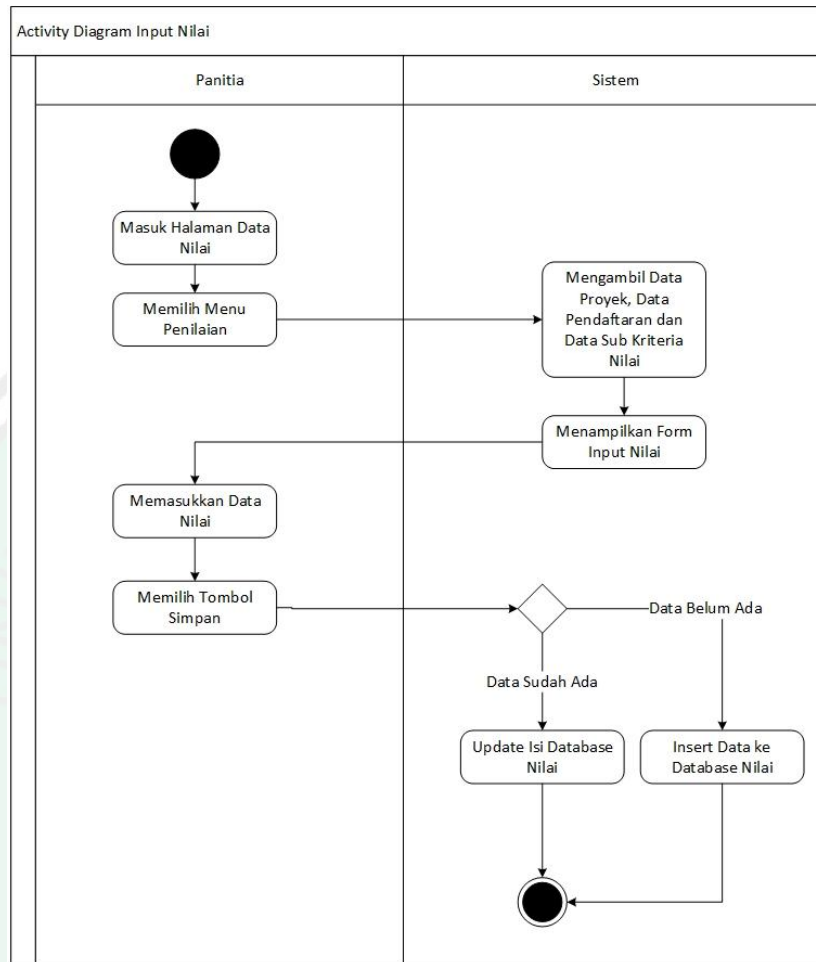 Activity Diagram Input Nilai
Panitia
Sistem
Masuk Halaman Data
Nilai
Memilih Menu
Penilaian
Mengambil Data
Proyek, Data
Pendaftaran dan
Data Sub Kriteria
Nilai
Menampilkan Form
Input Nilai
Memasukkan Data
Nilai
Memilih Tombol
Simpan
Data Belum Ada
Data Sudah Ada
Update Isi Database
Nilai
Insert Data ke
Database Nilai